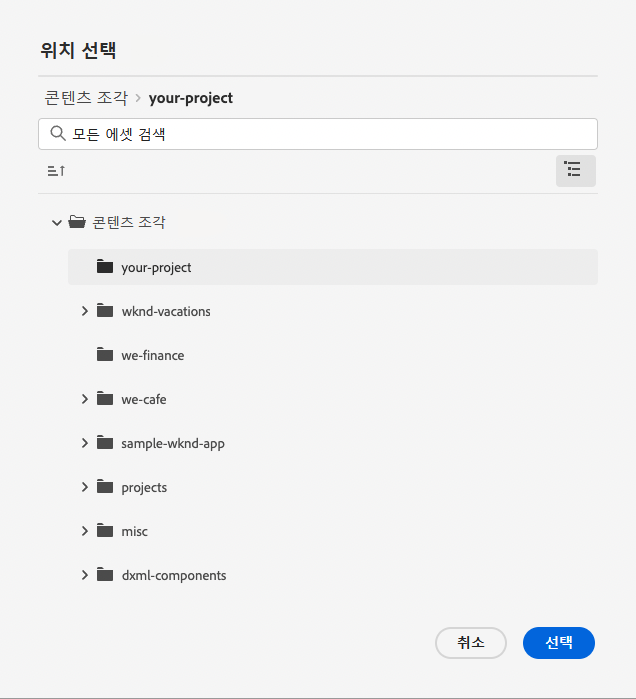 위치 선택
콘텐츠 조각 > your-project
모든 에셋 검색
콘텐츠 조각
your-project
wknd-vacations
we-finance
we-cafe
sample-wknd-app
projects
misc
dxml-components
취소 선택